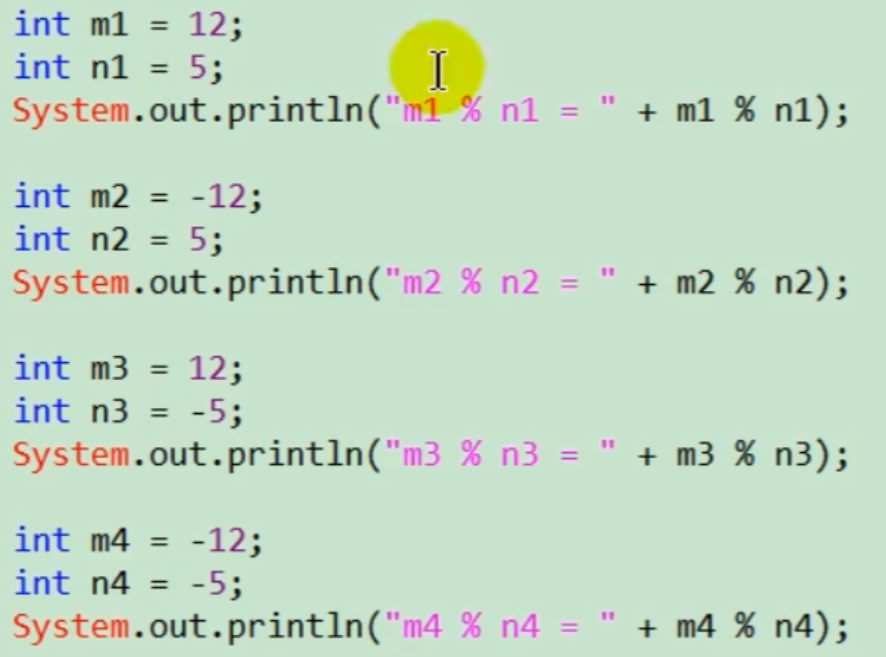 int m1 = 12;
int n1 = 5;
System.out.println("m1 % n1 = " + m1 % n1);
int m2 = -12;
int n2 = 5;
System.out.println("m2 % n2 = " + m2 % n2);
int m3 = 12;
int n3 = -5;
System.out.println("m3 % n3 = " + m3 % n3);
int m4 = -12;
int n4 = -5;
System.out.println("m4 % n4 = " + m4 % n4);